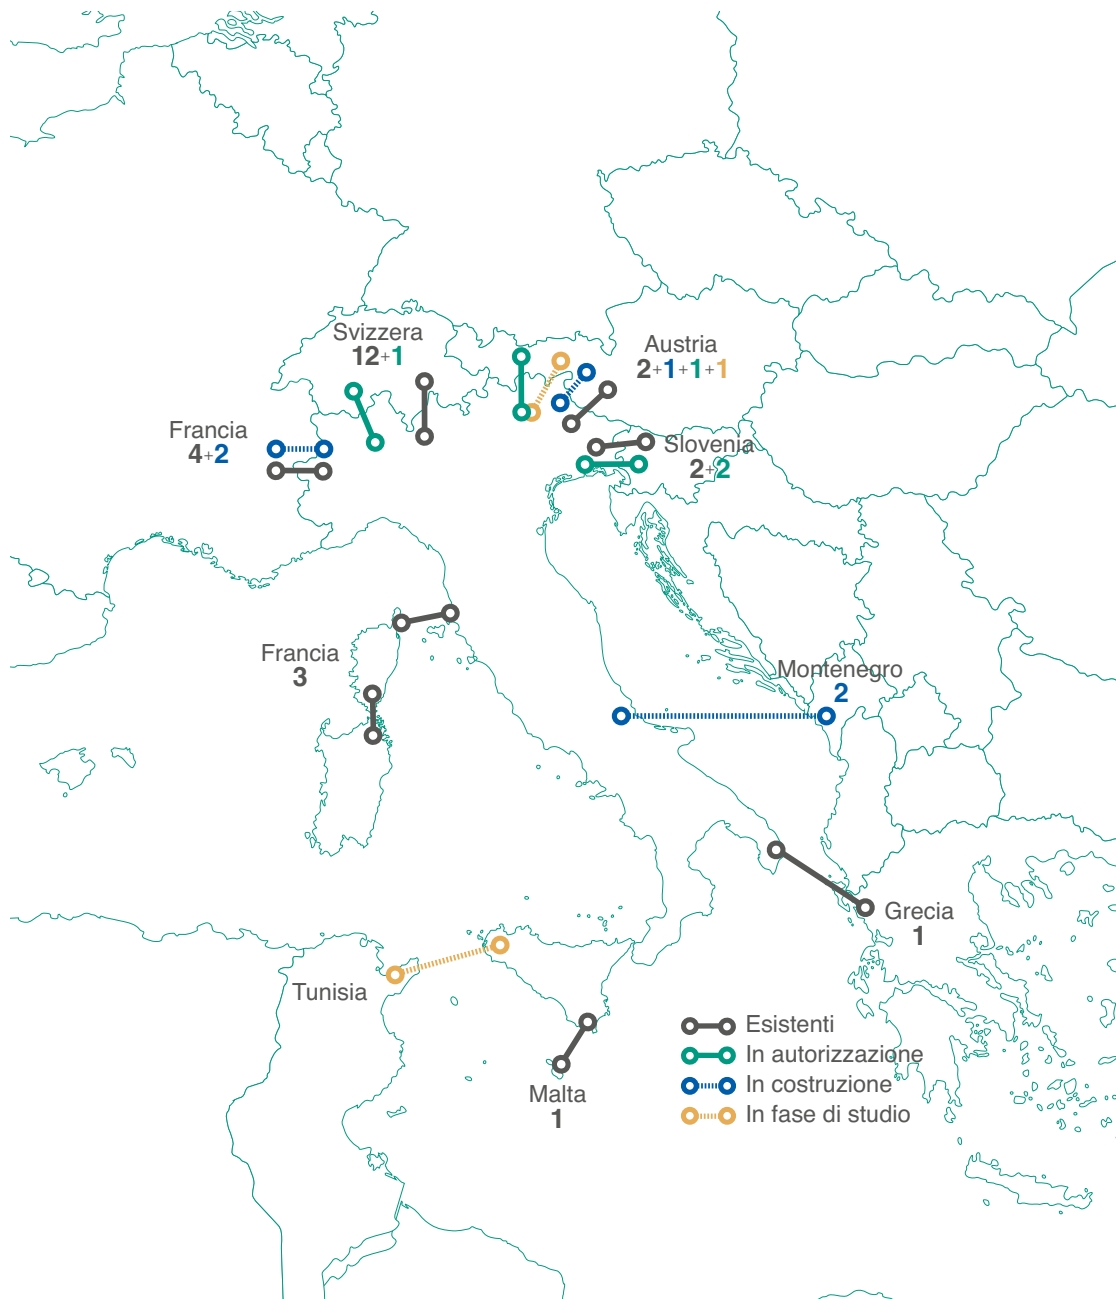 Svizzera
12+1
Austria
2+1+1+1
Francia
4+2
Slovenia
2+2
Francia
3
Montenegro
2
Grecia
1
Tunisia
Malta
1
Esistenti
In autorizzazione
In costruzione
In fase di studio